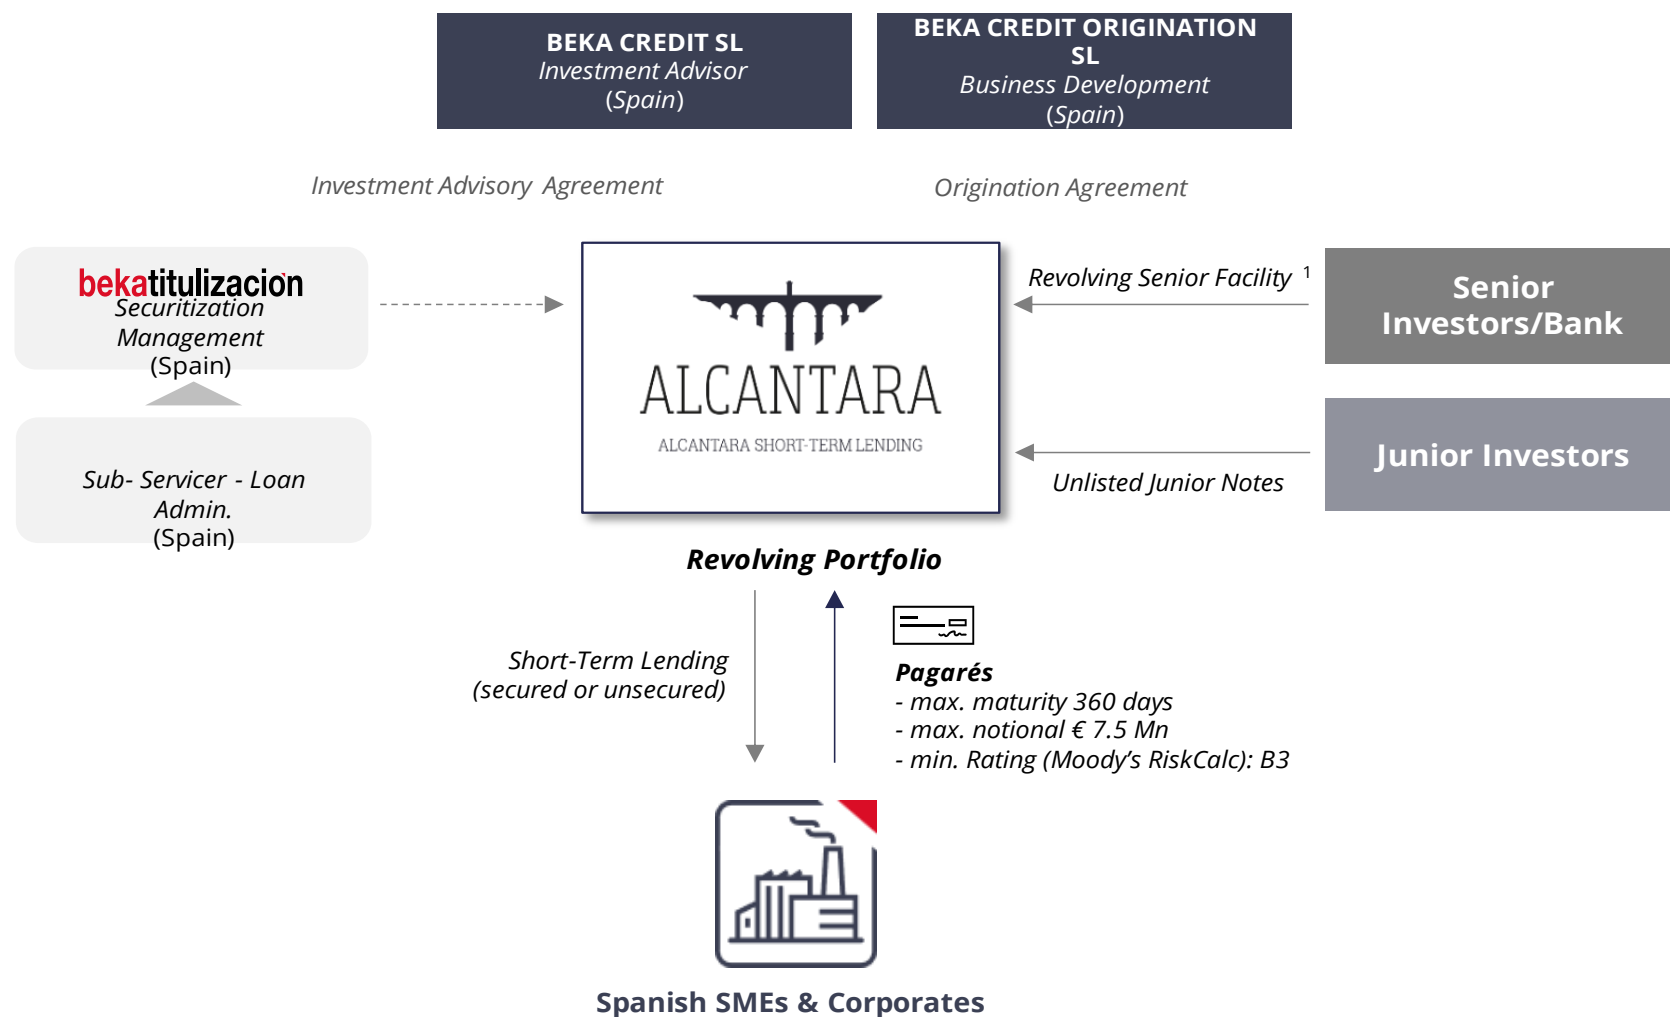 BEKA CREDIT SL
Investment Advisor
(Spain)
BEKA CREDIT ORIGINATION
SL
Business Development
(Spain)
Investment Advisory Agreement
Origination Agreement
bekatitulización
Securitization
Management
(Spain)
Sub- Servicer - Loan
Admin.
(Spain)
ALCANTARA
ALCANTARA SHORT-TERM LENDING
Revolving Senior Facility 1
Senior
Investors/Bank
Unlisted Junior Notes
Junior Investors
Revolving Portfolio
Short-Term Lending
(secured or unsecured)
Pagarés
- max. maturity 360 days
- max. notional € 7.5 Mn
- min. Rating (Moody’s RiskCalc): B3
Spanish SMEs & Corporates